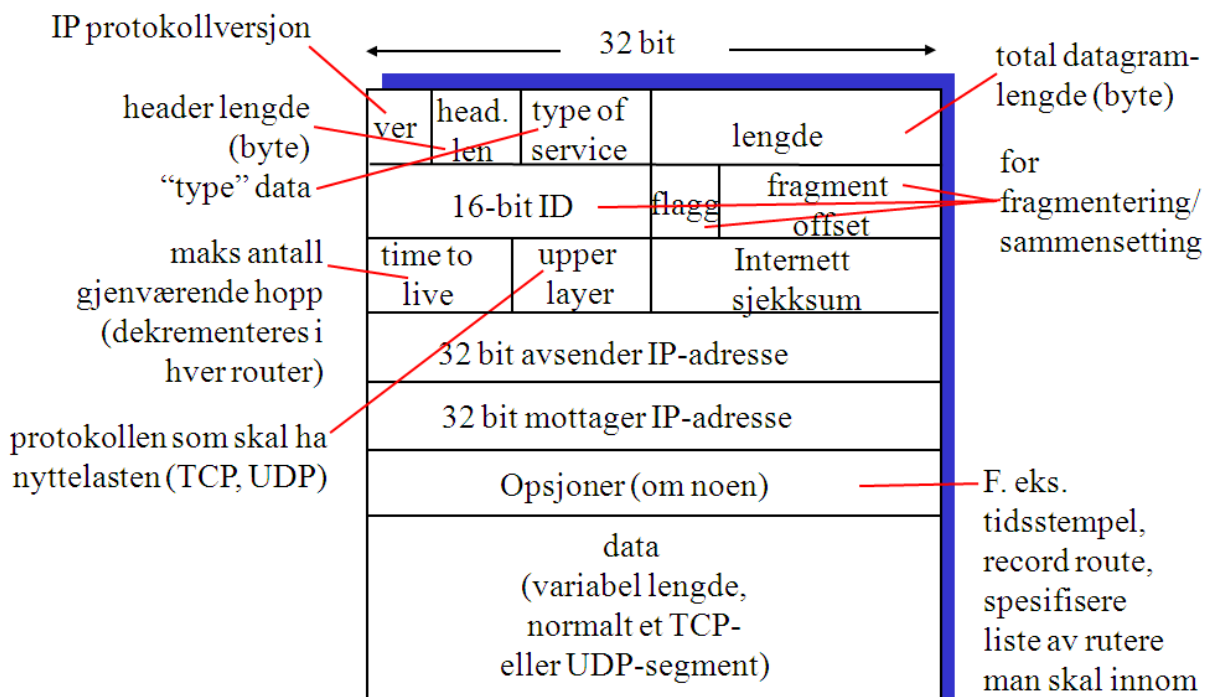 IP protokollversjon
32 bit
total datagram-
lengde (byte)
header lengde
(byte)
“type” data
ver
head.
len
type of
service
lengde
16-bit ID
flagg
fragment
offset
for
fragmentering/
sammensetting
maks antall
gjenværende hopp
(dekrementeres i
hver router)
time to
live
upper
layer
Internett
sjekksum
32 bit avsender IP-adresse
32 bit mottager IP-adresse
protokollen som skal ha
nyttelasten (TCP, UDP)
Opsjoner (om noen)
F. eks.
tidsstempel,
record route,
spesifisere
liste av rutere
man skal innom
data
(variabel lengde,
normalt et TCP-
eller UDP-segment)